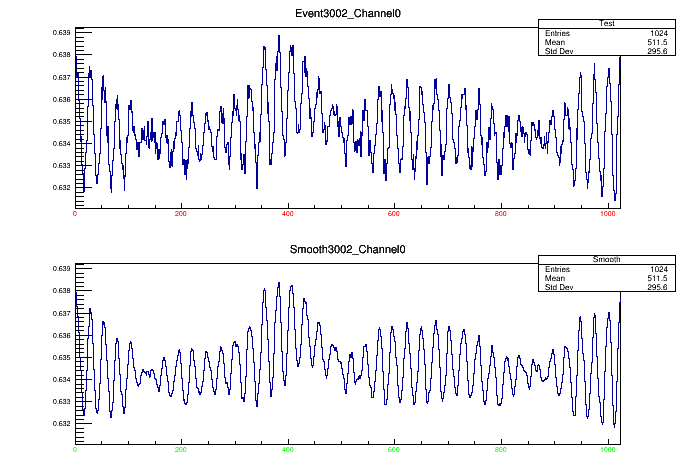 Event3002_Channel0
Test
Entries 1024
Mean 511.5
Std Dev 295.6
0.639
0.638
0.637
0.636
0.635
0.634
0.633
0.632
0 200 400 600 800 1000
Smooth3002_Channel0
Smooth
Entries 1024
Mean 511.5
Std Dev 295.6
0.639
0.638
0.637
0.636
0.635
0.634
0.633
0.632
0 200 400 600 800 1000